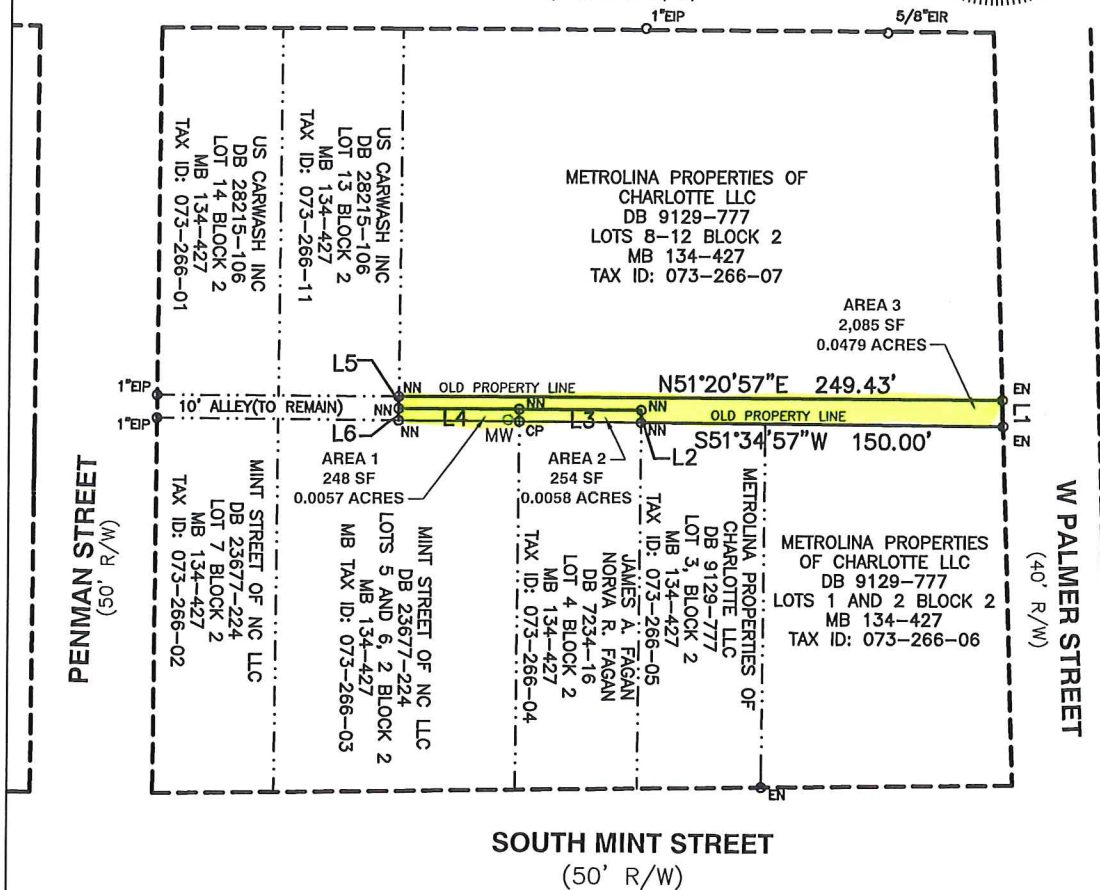 1"EIP
5/8"EIR
US CARWASH INC
DB 28215-106
LOT 14 BLOCK 2
MB 134-427
TAX ID: 073-266-01
US CARWASH INC
DB 28215-106
LOT 13 BLOCK 2
MB 134-427
TAX ID: 073-266-11
METROLINA PROPERTIES OF
CHARLOTTE LLC
DB 9129-777
LOTS 8-12 BLOCK 2
MB 134-427
TAX ID: 073-266-07
AREA 3
2,085 SF
0.0479 ACRES
L5
1"EIP
NN
OLD PROPERTY LINE
N51°20'57"E 249.43'
EN
10' ALLEY(TO REMAIN)
NN
NN
NN
L1
1"EIP
L6
NN
L4
MW
CP
L3
NN
L2
OLD PROPERTY LINE
S51°34'57"W 150.00'
EN
AREA 1
248 SF
0.0057 ACRES
AREA 2
254 SF
0.0058 ACRES
PENMAN STREET
(50' R/W)
MINT STREET OF NC LLC
DB 23677-224
LOT 7 BLOCK 2
MB 134-427
TAX ID: 073-266-02
MINT STREET OF NC LLC
DB 23677-224
LOTS 5 AND 6, 2 BLOCK 2
MB 134-427
MB TAX ID: 073-266-03
JAMES A. FAGAN
NORVA R. FAGAN
DB 7234-16
LOT 4 BLOCK 2
MB 134-427
TAX ID: 073-266-04
METROLINA PROPERTIES OF
CHARLOTTE LLC
DB 9129-777
LOT 3, BLOCK 2
MB 134-427
TAX ID: 073-266-05
METROLINA PROPERTIES
OF CHARLOTTE LLC
DB 9129-777
LOTS 1 AND 2 BLOCK 2
MB 134-427
TAX ID: 073-266-06
W PALMER STREET
(40' R/W)
EN
SOUTH MINT STREET
(50' R/W)